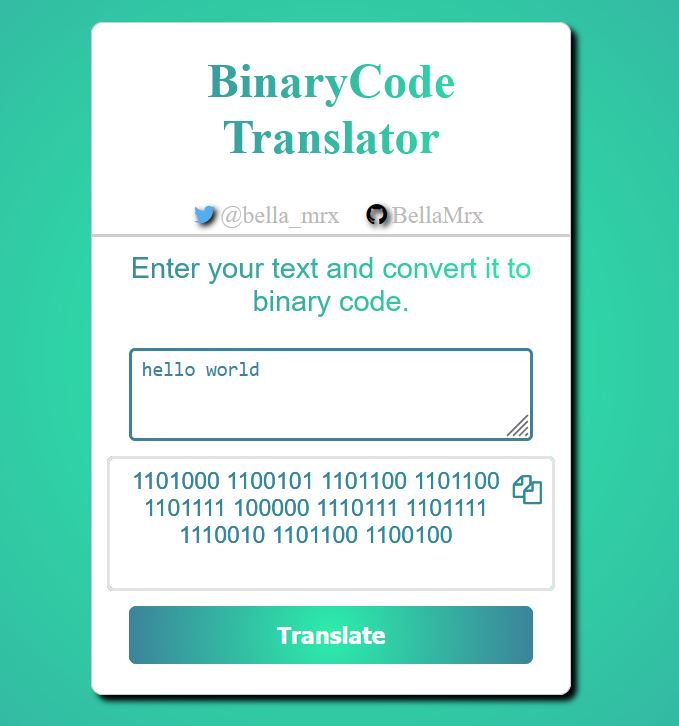 BinaryCode
Translator
@bella_mrx BellaMrx
Enter your text and convert it to
binary code.
hello world
1101000 1100101 1101100 1101100
1101111 100000 1110111 1101111
1110010 1101100 1100100
Translate